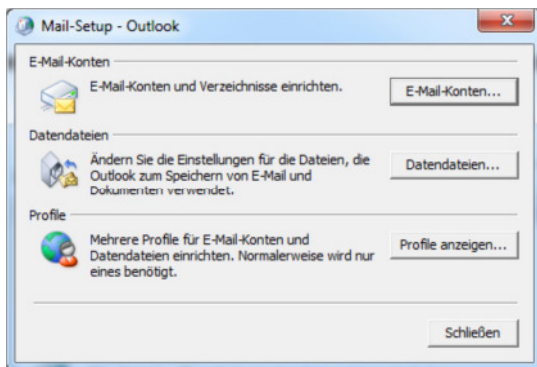 Mail-Setup - Outlook
E-Mail-Konten
E-Mail-Konten und Verzeichnisse einrichten.
E-Mail-Konten...
Datendateien
Ändern Sie die Einstellungen für die Dateien, die
Outlook zum Speichern von E-Mail und
Dokumenten verwendet.
Datendateien...
Profile
Mehrere Profile für E-Mail-Konten und
Datendateien einrichten. Normalerweise wird nur
eines benötigt.
Profile anzeigen...
Schließen